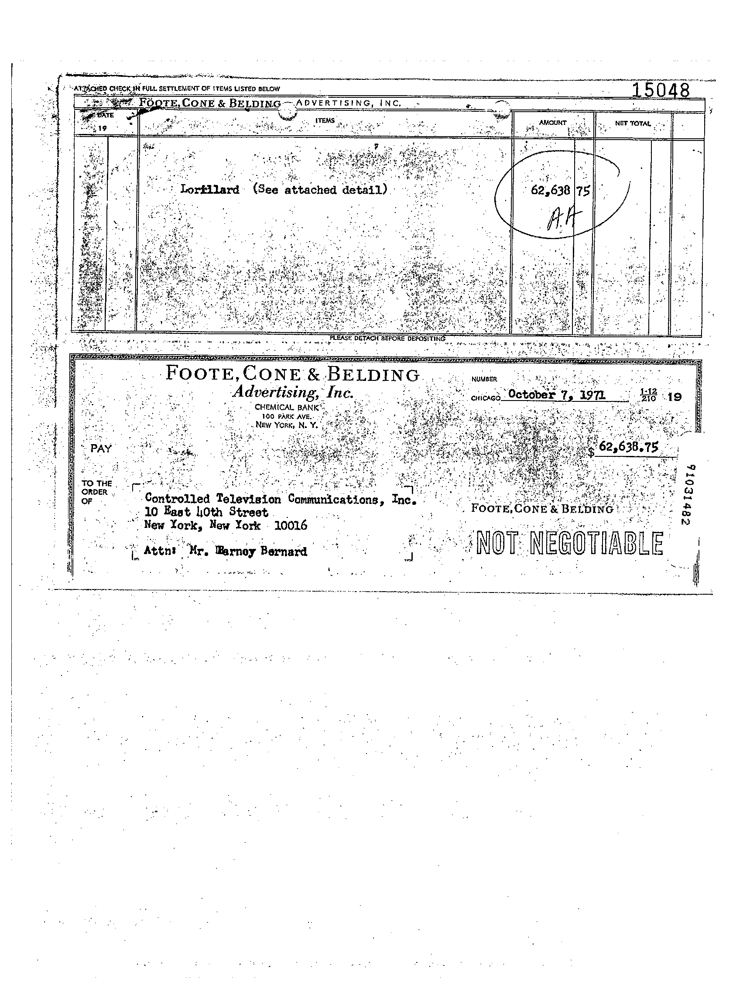 15048
ATTACHED CHECK IN FULL SETTLEMENT OF ITEMS LISTED BELOW
FOOTE, CONE & BELDING ADVERTISING, INC.
DATE ITEMS AMOUNT NET TOTAL
19
Lorillard (See attached detail) 62,638 75
A.A
PLEASE DETACH BEFORE DEPOSITING
FOOTE, CONE & BELDING
Advertising, Inc.
CHEMICAL BANK
100 PARK AVE.
NEW YORK, N. Y.
NUMBER
CHICAGO October 7, 1971 1-12/210 19
PAY $ 62,638.75
TO THE
ORDER
OF
Controlled Television Communications, Inc.
10 East 40th Street
New York, New York 10016
Attn: Mr. Barney Bernard
FOOTE, CONE & BELDING
NOT NEGOTIABLE
91031482